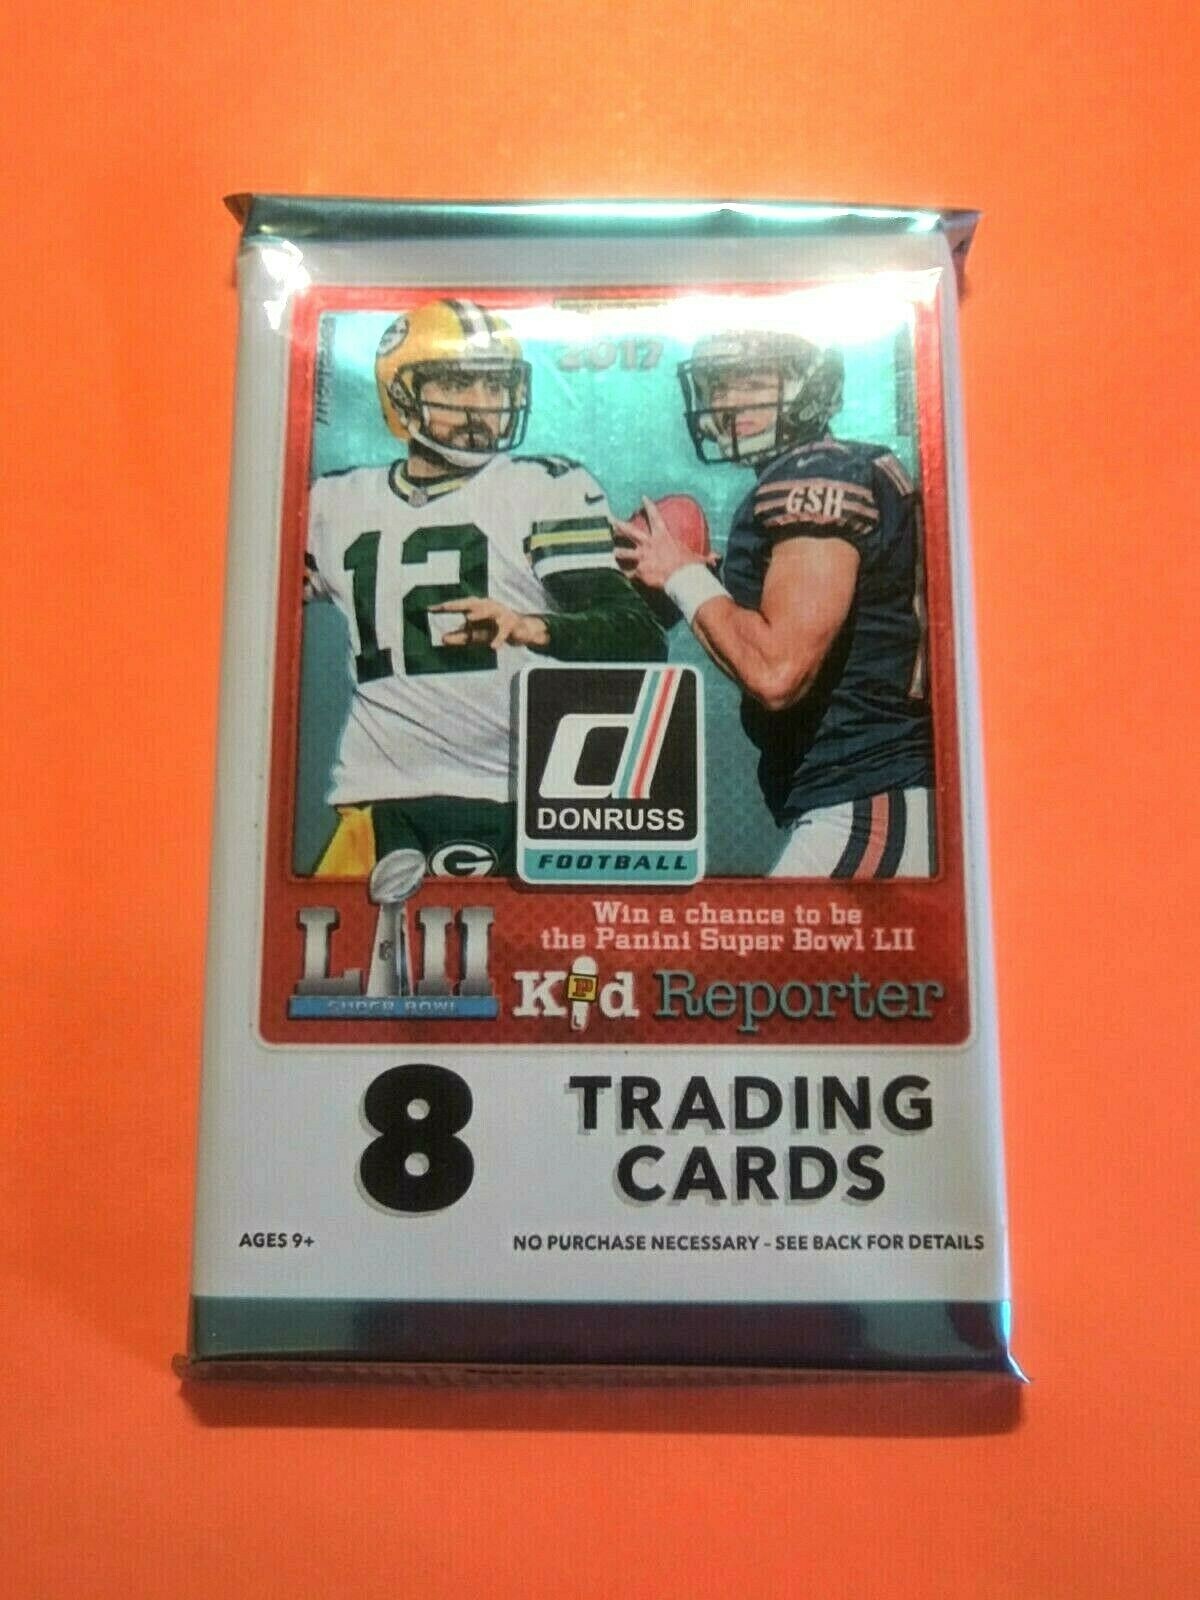 2017
12
GSH
G
d
DONRUSS
FOOTBALL
LII
SUPER BOWL
Win a chance to be
the Panini Super Bowl LII
Kid Reporter
8
TRADING
CARDS
AGES 9+
NO PURCHASE NECESSARY - SEE BACK FOR DETAILS